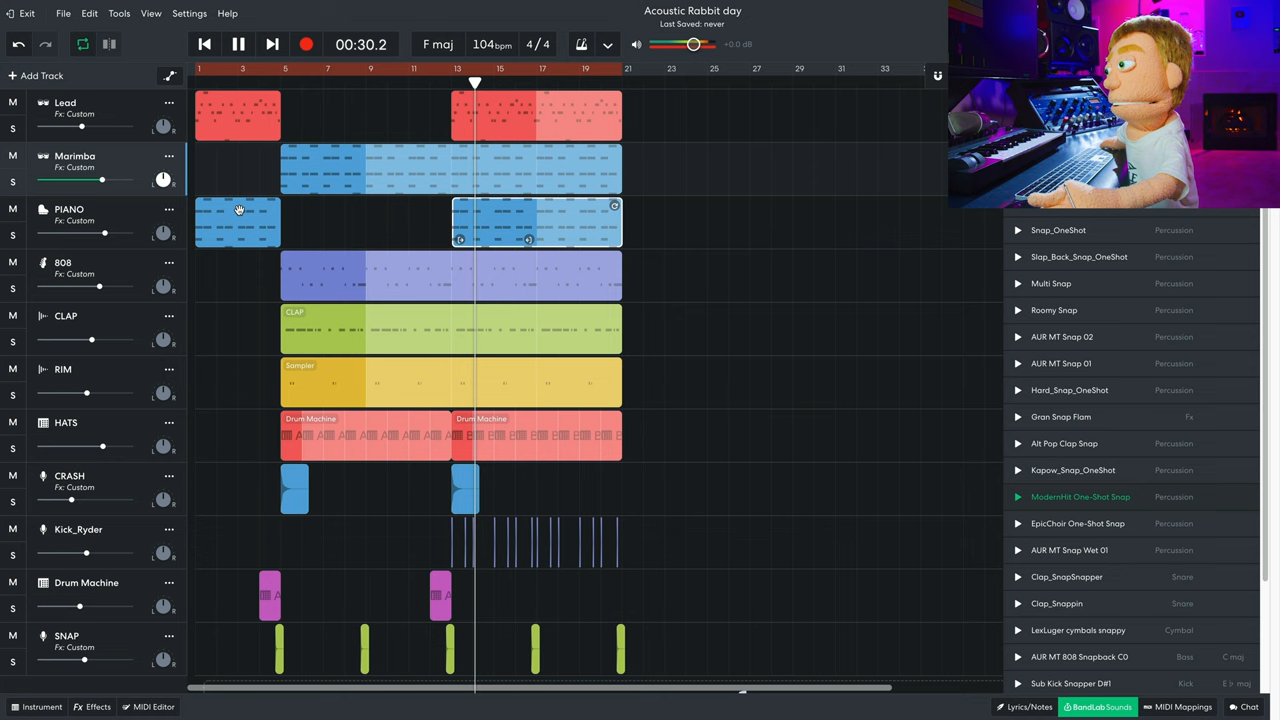 Exit File Edit Tools View Settings Help
Acoustic Rabbit day
Last Saved: never
00:30.2 F maj 104bpm 4 / 4 +0.0 dB
Add Track
1 3 5 7 9 11 13 15 17 19 21 23 25 27 29 31 33
M Lead
Fx: Custom
M Marimba
S Fx: Custom
L R
M PIANO
S Fx: Custom
L R
M 808
S Fx: Custom
L R
M CLAP
S Fx: Custom
L R
CLAP
M RIM
S Fx: Custom
L R
Sampler
M HNTS
S Fx: Custom
L R
Drum Machine Drum Machine
M CRASH
S Fx: Custom
L R
M Kick_Ryder
S
L R
M Drum Machine
S
L R
M SNAP
S Fx: Custom
L R
Snap_OneShot Percussion
Slap_Back_Snap_OneShot Percussion
Multi Snap Percussion
Roomy Snap Percussion
AUR MT Snap 02 Percussion
AUR MT Snap 01 Percussion
Hard_Snap_OneShot Percussion
Gran Snap Flam Fx
Alt Pop Clap Snap Percussion
Kapow_Snap_OneShot Percussion
ModernHit One-Shot Snap Percussion
EpicChoir One-Shot Snap Percussion
AUR MT Snap Wet 01 Percussion
Clap_SnapSnapper Snare
Clap_Snappin Snare
LexLuger cymbals snappy Cymbal
AUR MT 808 Snapback C0 Bass C maj
Sub Kick Snapper D#1 Kick E♭ maj
Instrument Effects MIDI Editor Lyrics/Notes BandLab Sounds MIDI Mappings Chat